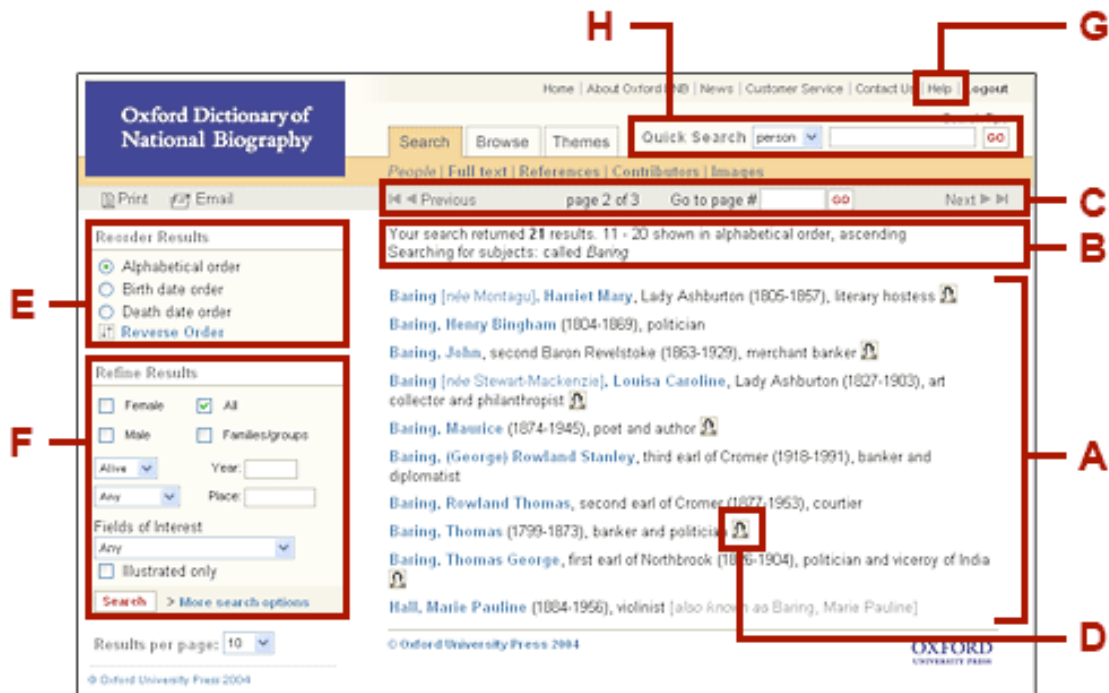 H
G
Home | About Oxford DNB | News | Customer Service | Contact Us | Help | Logout
Oxford Dictionary of
National Biography
Search Browse Themes Quick Search person GO
People | Full text | References | Contributors | Images
Print Email
Previous page 2 of 3 Go to page # GO Next
C
Your search returned 21 results. 11 - 20 shown in alphabetical order, ascending
Searching for subjects: called Baring
B
Reorder Results
Alphabetical order
Birth date order
Death date order
Reverse Order
E
Refine Results
Female All
Male Families/groups
Alive Year:
Any Place:
Fields of Interest
Any
Illustrated only
Search > More search options
F
Results per page: 10
© Oxford University Press 2004
Baring [née Montagu], Harriet Mary, Lady Ashburton (1805-1857), literary hostess
Baring, Henry Bingham (1804-1869), politician
Baring, John, second Baron Revelstoke (1863-1929), merchant banker
Baring [née Stewart-Mackenzie], Louisa Caroline, Lady Ashburton (1827-1903), art
collector and philanthropist
Baring, Maurice (1874-1945), poet and author
Baring, (George) Rowland Stanley, third earl of Cromer (1918-1991), banker and
diplomatist
Baring, Rowland Thomas, second earl of Cromer (1877-1953), courtier
Baring, Thomas (1799-1873), banker and politician
Baring, Thomas George, first earl of Northbrook (1826-1904), politician and viceroy of India
Hall, Marie Pauline (1884-1956), violinist [also known as Baring, Marie Pauline]
A
D
© Oxford University Press 2004
OXFORD
UNIVERSITY PRESS